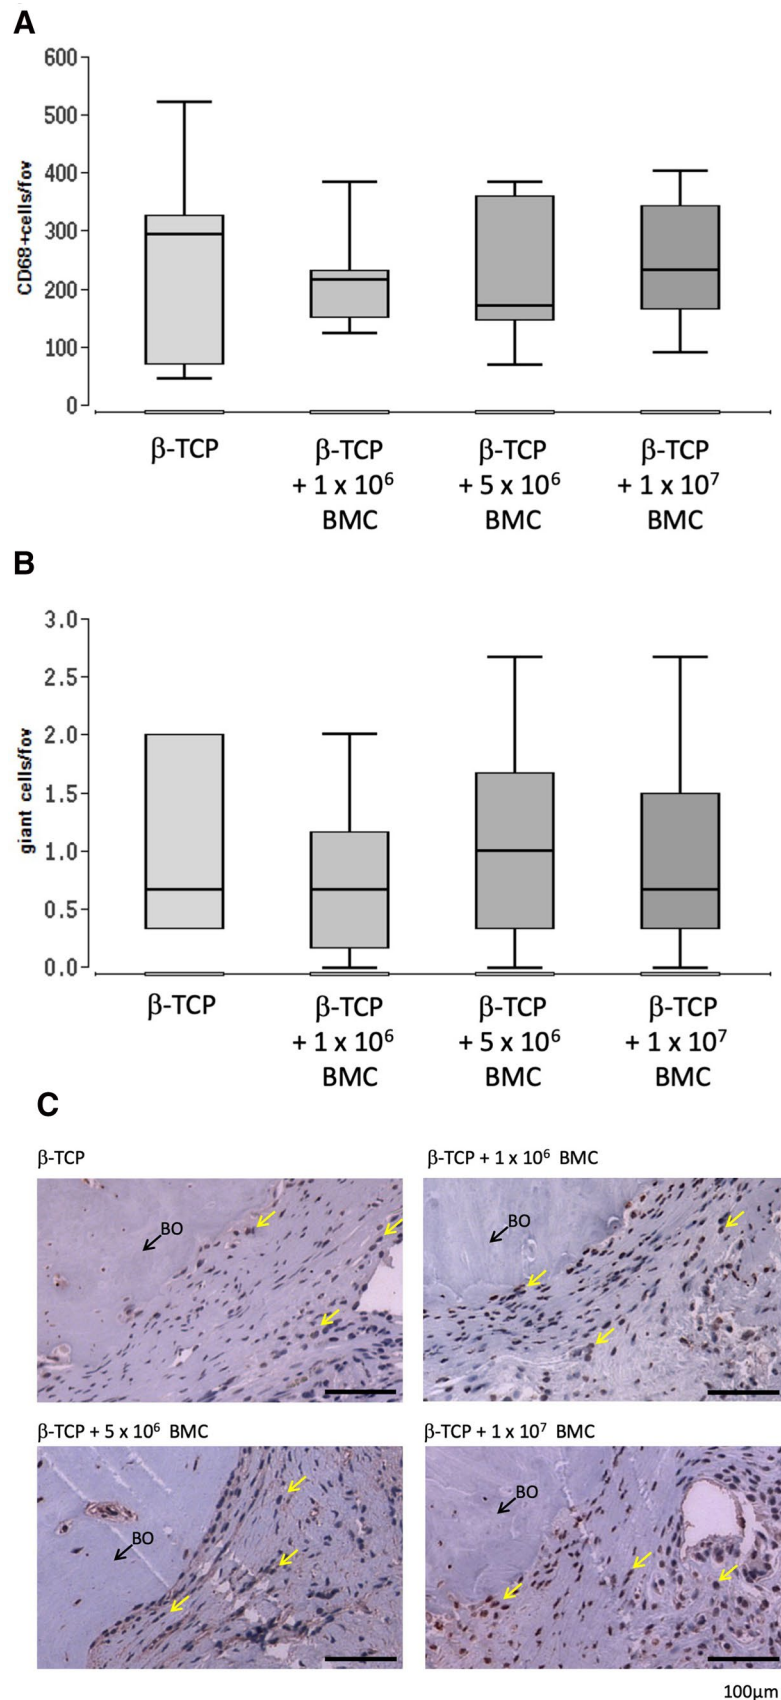 A
600
500
400
300
200
100
0
CD68+cells/fov
β-TCP
β-TCP
+ 1 x 10⁶
BMC
β-TCP
+ 5 x 10⁶
BMC
β-TCP
+ 1 x 10⁷
BMC
B
3.0
2.5
2.0
1.5
1.0
0.5
0.0
giant cells/fov
β-TCP
β-TCP
+ 1 x 10⁶
BMC
β-TCP
+ 5 x 10⁶
BMC
β-TCP
+ 1 x 10⁷
BMC
C
β-TCP
β-TCP + 1 x 10⁶ BMC
BO
BO
β-TCP + 5 x 10⁶ BMC
β-TCP + 1 x 10⁷ BMC
BO
BO
100μm